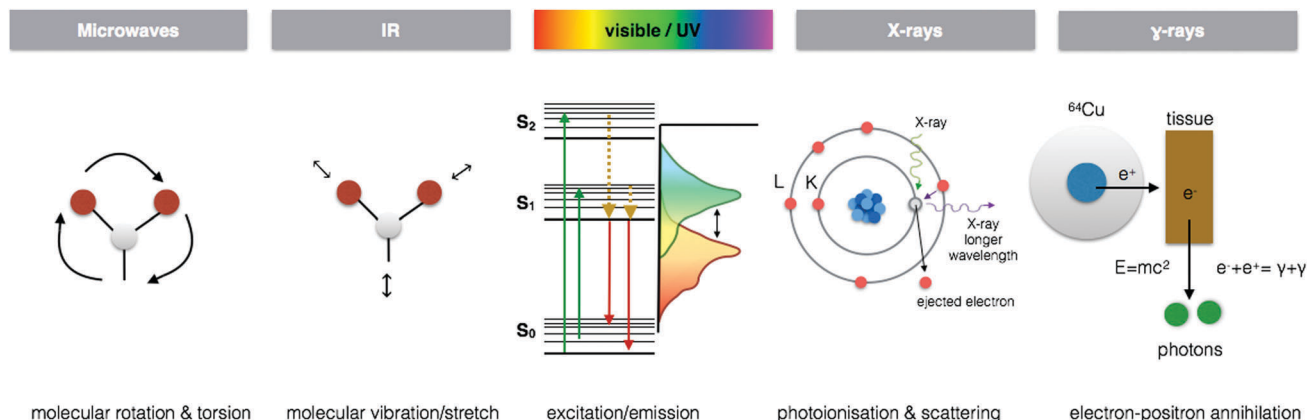 Microwaves
IR
visible / UV
X-rays
γ-rays
S₂
S₁
S₀
L
K
X-ray
X-ray
longer
wavelength
ejected electron
⁶⁴Cu
tissue
e⁺
e⁻
E=mc²
e⁻+e⁺= γ+γ
photons
molecular rotation & torsion
molecular vibration/stretch
excitation/emission
photoionisation & scattering
electron-positron annihilation